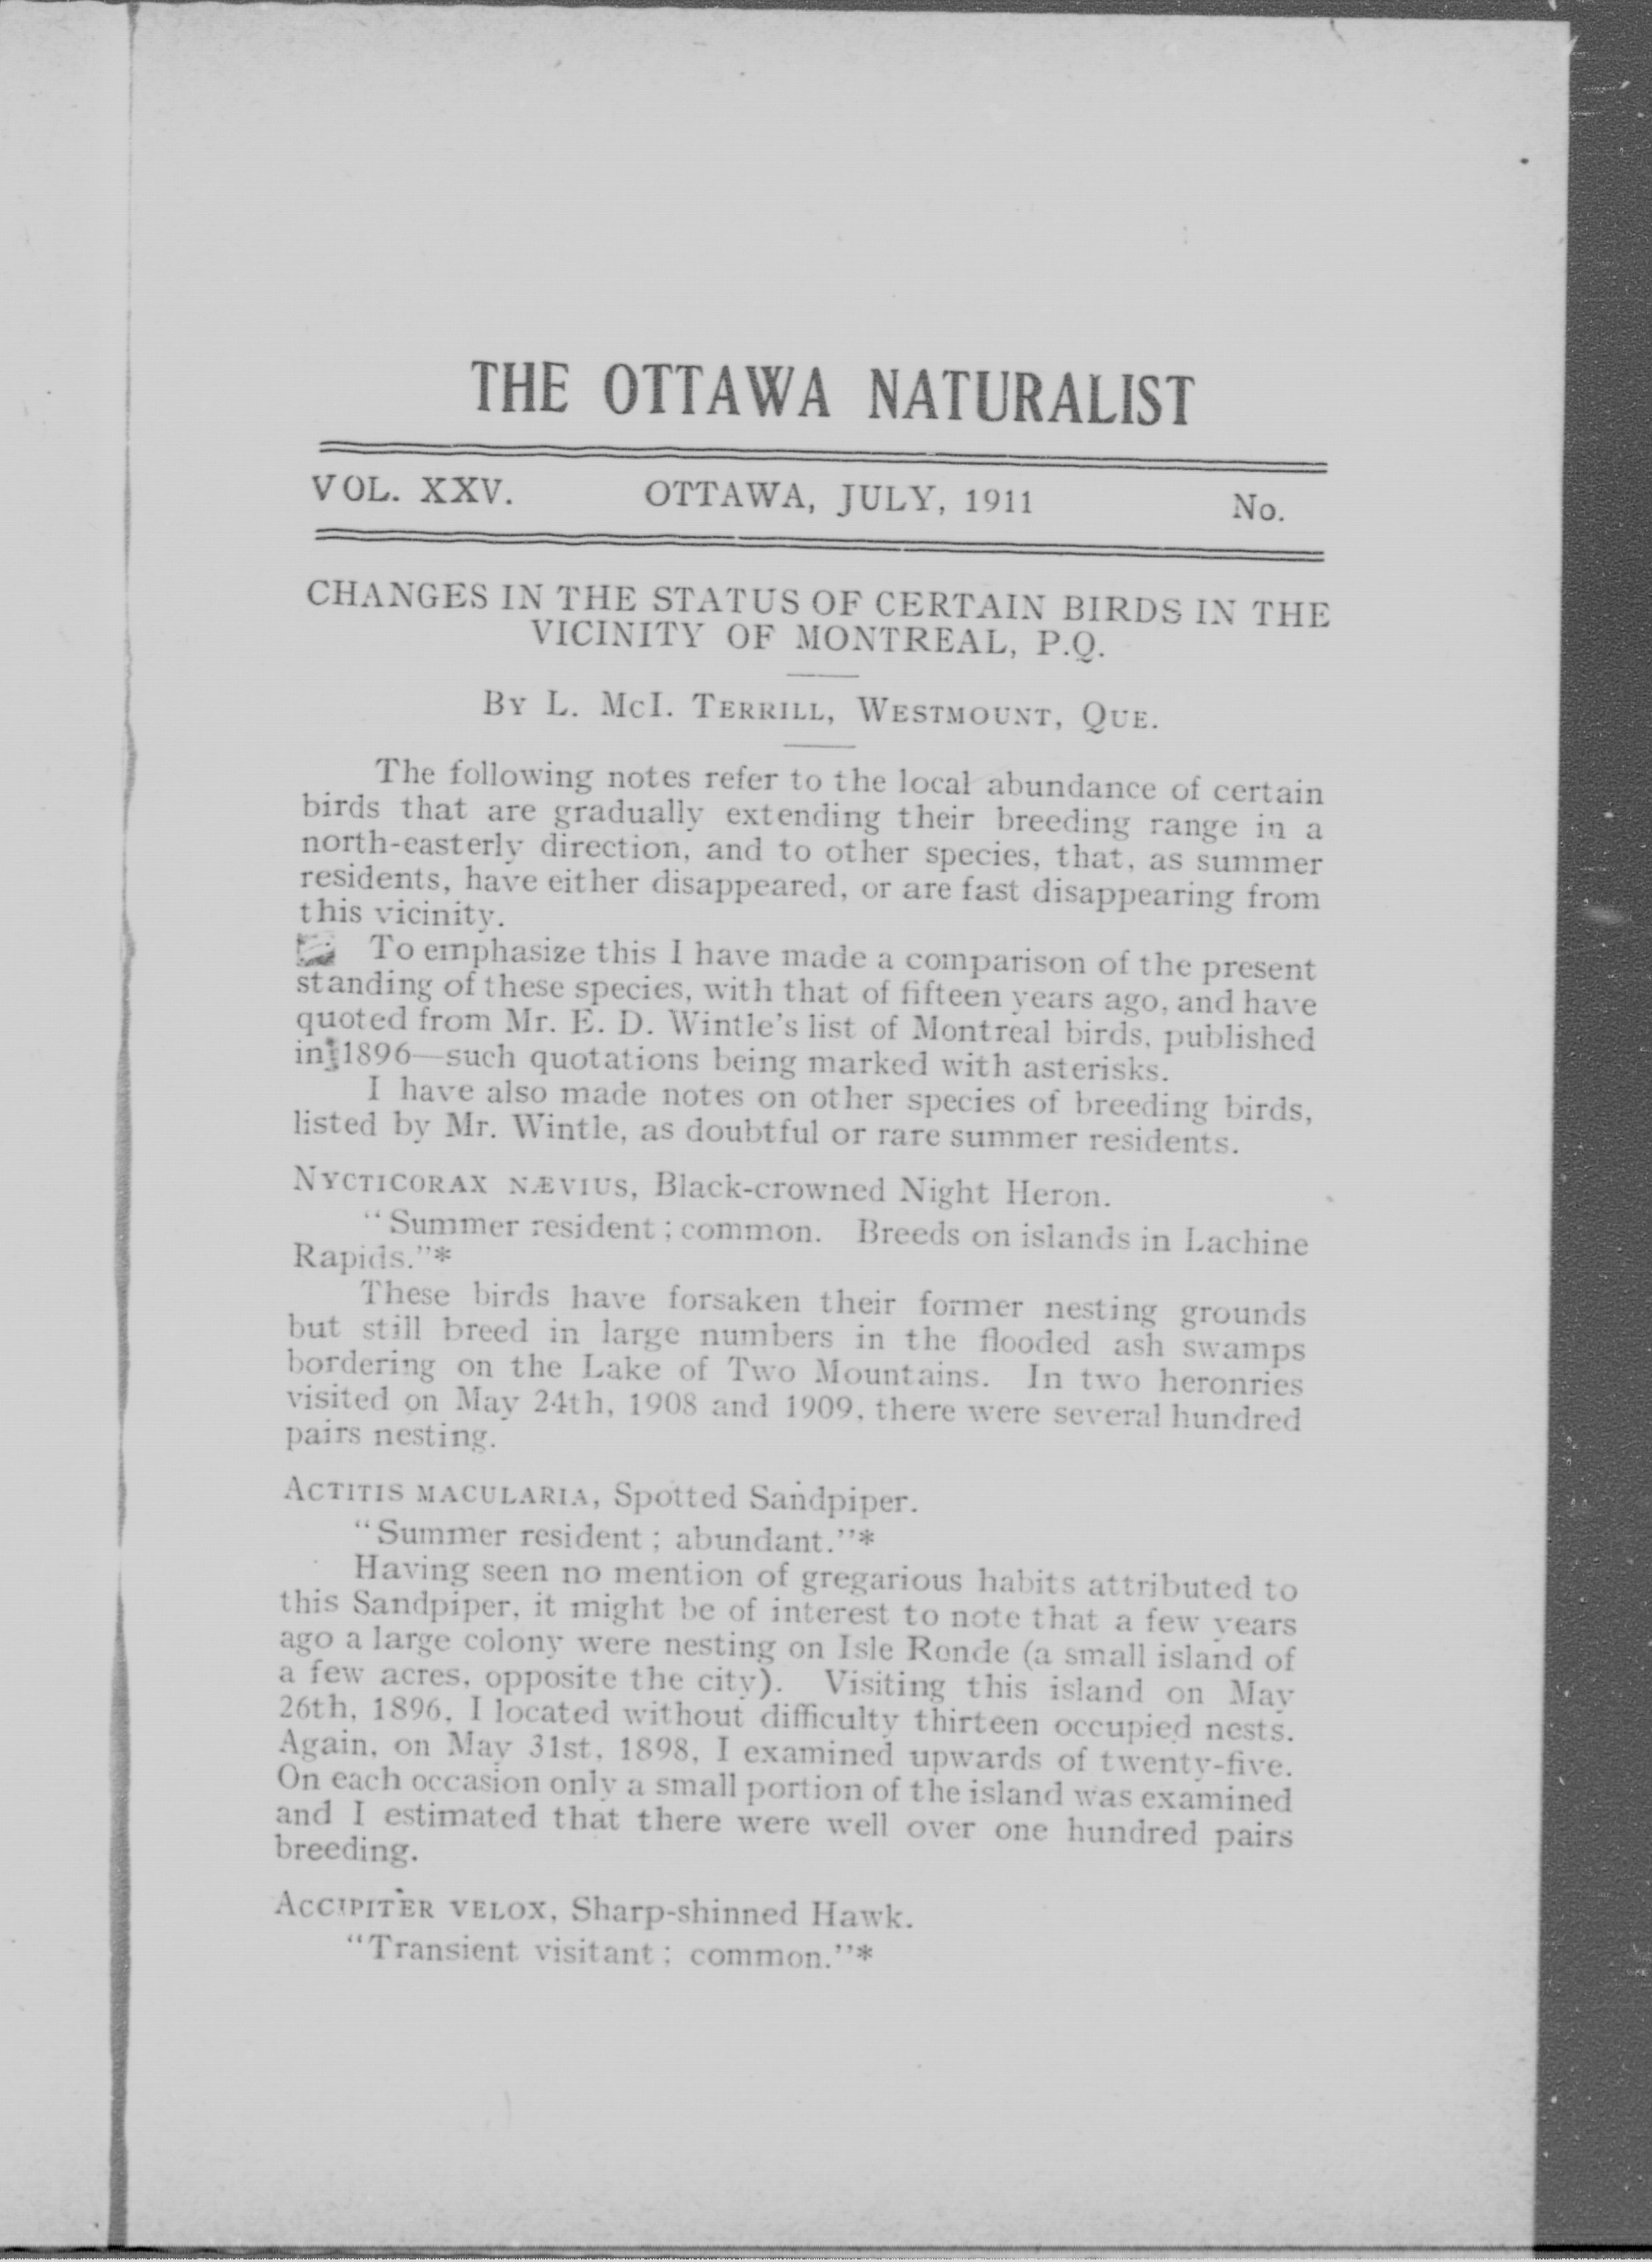 THE OTTAWA NATURALIST
VOL. XXV. OTTAWA, JULY, 1911 No.
CHANGES IN THE STATUS OF CERTAIN BIRDS IN THE
VICINITY OF MONTREAL, P.Q.
By L. McI. Terrill, Westmount, Que.
The following notes refer to the local abundance of certain
birds that are gradually extending their breeding range in a
north-easterly direction, and to other species, that, as summer
residents, have either disappeared, or are fast disappearing from
this vicinity.
To emphasize this I have made a comparison of the present
standing of these species, with that of fifteen years ago, and have
quoted from Mr. E. D. Wintle's list of Montreal birds, published
in 1896—such quotations being marked with asterisks.
I have also made notes on other species of breeding birds,
listed by Mr. Wintle, as doubtful or rare summer residents.
Nycticorax nævius, Black-crowned Night Heron.
"Summer resident; common. Breeds on islands in Lachine
Rapids."*
These birds have forsaken their former nesting grounds
but still breed in large numbers in the flooded ash swamps
bordering on the Lake of Two Mountains. In two heronries
visited on May 24th, 1908 and 1909, there were several hundred
pairs nesting.
Actitis macularia, Spotted Sandpiper.
"Summer resident; abundant."*
Having seen no mention of gregarious habits attributed to
this Sandpiper, it might be of interest to note that a few years
ago a large colony were nesting on Isle Ronde (a small island of
a few acres, opposite the city). Visiting this island on May
26th, 1896, I located without difficulty thirteen occupied nests.
Again, on May 31st, 1898, I examined upwards of twenty-five.
On each occasion only a small portion of the island was examined
and I estimated that there were well over one hundred pairs
breeding.
Accipiter velox, Sharp-shinned Hawk.
"Transient visitant; common."*